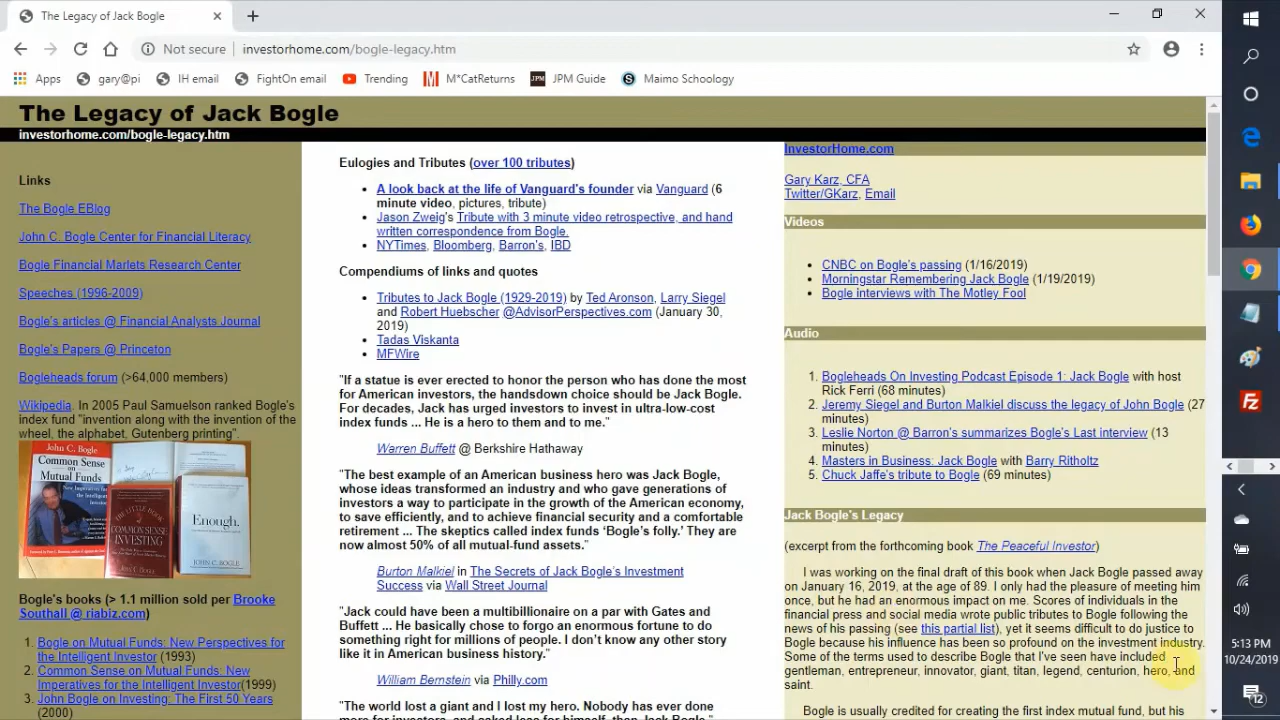 The Legacy of Jack Bogle
Not secure
investorhome.com/bogle-legacy.htm
Apps
gary@pi
IH email
FightOn email
Trending
M*CatReturns
JPM
JPM Guide
S
Maimo Schoology
The Legacy of Jack Bogle
investorhome.com/bogle-legacy.htm
Links
The Bogle EBlog
John C. Bogle Center for Financial Literacy
Bogle Financial Marlets Research Center
Speeches (1996-2009)
Bogle's articles @ Financial Analysts Journal
Bogle's Papers @ Princeton
Bogleheads forum (>64,000 members)
Wikipedia. In 2005 Paul Samuelson ranked Bogle's
index fund "invention along with the invention of
the wheel, the alphabet, Gutenberg printing".
John C. Bogle
Common Sense
on
Mutual Funds
THE LITTLE BOOK
COMMON SENSE
INVESTING
Enough.
JOHN C. BOGLE
Bogle's books (> 1.1 million sold per Brooke
Southall @ riabiz.com)
1. Bogle on Mutual Funds: New Perspectives for
the Intelligent Investor (1993)
2. Common Sense on Mutual Funds: New
Imperatives for the Intelligent Investor(1999)
3. John Bogle on Investing: The First 50 Years
(2000)
Eulogies and Tributes (over 100 tributes)
• A look back at the life of Vanguard's founder via Vanguard (6
minute video, pictures, tribute)
• Jason Zweig's Tribute with 3 minute video retrospective, and hand
written correspondence from Bogle.
• NYTimes, Bloomberg, Barron's, IBD
Compendiums of links and quotes
• Tributes to Jack Bogle (1929-2019) by Ted Aronson, Larry Siegel
and Robert Huebscher @AdvisorPerspectives.com (January 30,
2019)
• Tadas Viskanta
• MFWire
"If a statue is ever erected to honor the person who has done the most
for American investors, the handsdown choice should be Jack Bogle.
For decades, Jack has urged investors to invest in ultra-low-cost
index funds ... He is a hero to them and to me."
Warren Buffett @ Berkshire Hathaway
"The best example of an American business hero was Jack Bogle,
whose ideas transformed an industry and who gave generations of
investors a way to participate in the growth of the American economy,
to save efficiently, and to achieve financial security and a comfortable
retirement ... The skeptics called index funds 'Bogle's folly.' They are
now almost 50% of all mutual-fund assets."
Burton Malkiel in The Secrets of Jack Bogle's Investment
Success via Wall Street Journal
"Jack could have been a multibillionaire on a par with Gates and
Buffett ... He basically chose to forgo an enormous fortune to do
something right for millions of people. I don't know any other story
like it in American business history."
William Bernstein via Philly.com
"The world lost a giant and I lost my hero. Nobody has ever done
more for investors, and asked less for himself, than Jack Bogle."
InvestorHome.com
Gary Karz, CFA
Twitter/GKarz, Email
Videos
• CNBC on Bogle's passing (1/16/2019)
• Morningstar Remembering Jack Bogle (1/19/2019)
• Bogle interviews with The Motley Fool
Audio
1. Bogleheads On Investing Podcast Episode 1: Jack Bogle with host
Rick Ferri (68 minutes)
2. Jeremy Siegel and Burton Malkiel discuss the legacy of John Bogle (27
minutes)
3. Leslie Norton @ Barron's summarizes Bogle's Last interview (13
minutes)
4. Masters in Business: Jack Bogle with Barry Ritholtz
5. Chuck Jaffe's tribute to Bogle (69 minutes)
Jack Bogle's Legacy
(excerpt from the forthcoming book The Peaceful Investor)
I was working on the final draft of this book when Jack Bogle passed away
on January 16, 2019, at the age of 89. I only had the pleasure of meeting him
once, but he had an enormous impact on me. Scores of individuals in the
financial press and social media wrote public tributes to Bogle following the
news of his passing (see this partial list), yet it seems difficult to do justice to
Bogle because his influence has been so profound on the investment industry.
Some of the terms used to describe Bogle that I've seen have included
gentleman, entrepreneur, innovator, giant, titan, legend, centurion, hero, and
saint.
Bogle is usually credited for creating the first index mutual fund, but his
5:13 PM
10/24/2019
12